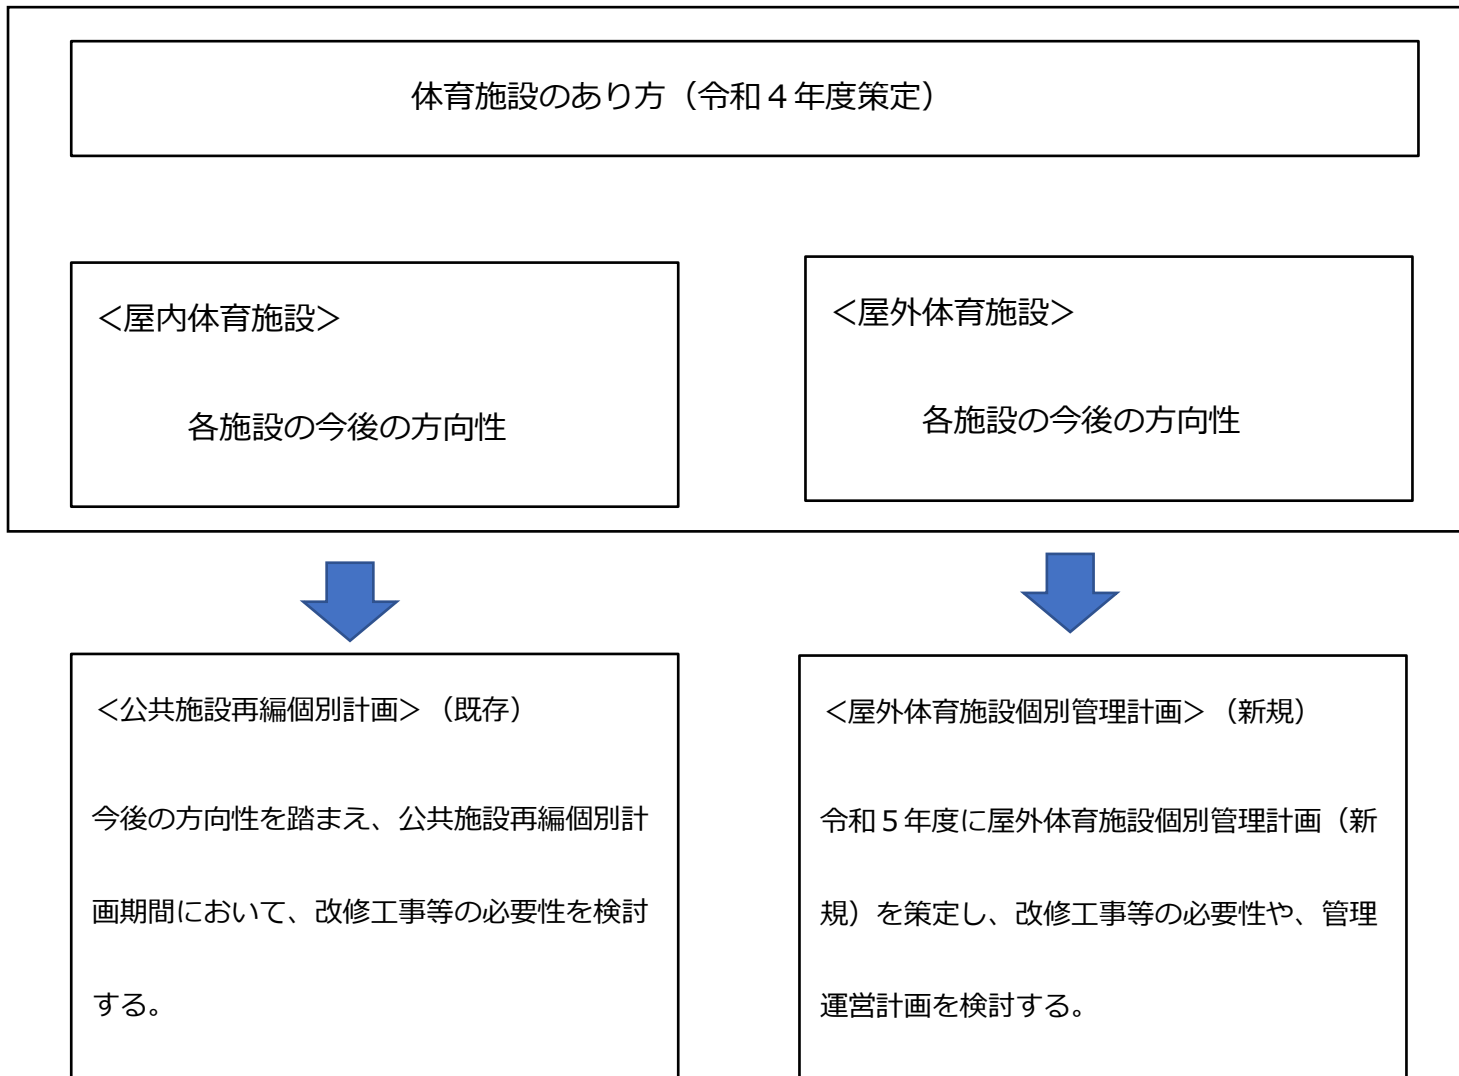 体育施設のあり方（令和４年度策定）
＜屋内体育施設＞
各施設の今後の方向性
＜屋外体育施設＞
各施設の今後の方向性
＜公共施設再編個別計画＞（既存）
今後の方向性を踏まえ、公共施設再編個別計
画期間において、改修工事等の必要性を検討
する。
＜屋外体育施設個別管理計画＞（新規）
令和５年度に屋外体育施設個別管理計画（新
規）を策定し、改修工事等の必要性や、管理
運営計画を検討する。